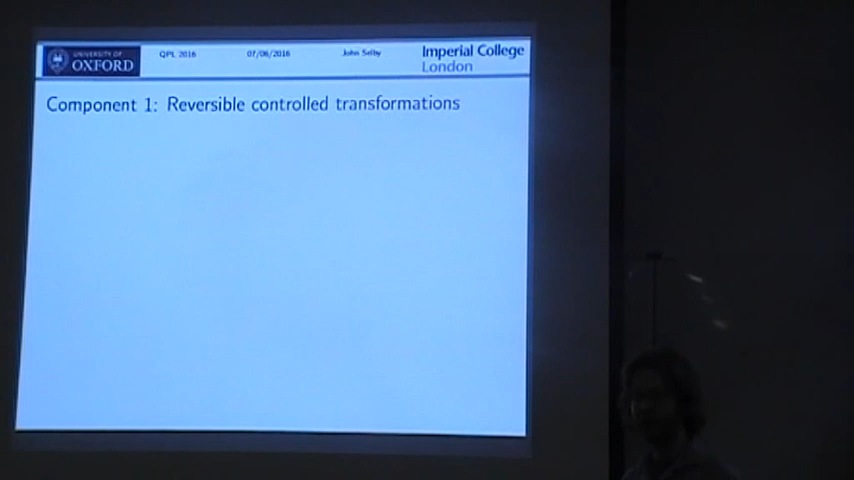 UNIVERSITY OF
OXFORD
QPL 2016
07/06/2016
John Selby
Imperial College
London
Component 1: Reversible controlled transformations